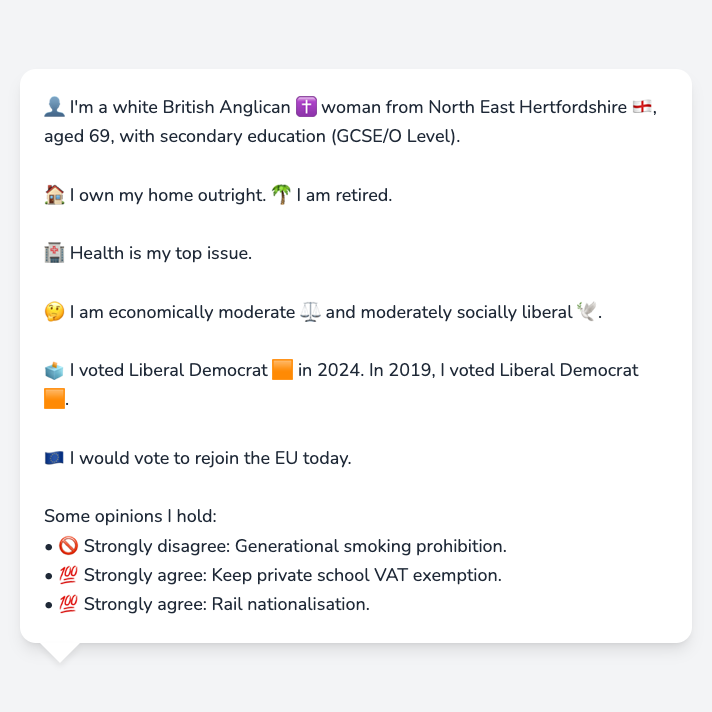 👤 I'm a white British Anglican ✝️ woman from North East Hertfordshire 🏴󠁧󠁢󠁥󠁮󠁧󠁿,
aged 69, with secondary education (GCSE/O Level).
🏠 I own my home outright. 🌴 I am retired.
🏥 Health is my top issue.
🤔 I am economically moderate ⚖️ and moderately socially liberal 🕊️.
🗳️ I voted Liberal Democrat 🟧 in 2024. In 2019, I voted Liberal Democrat
🟧.
🇪🇺 I would vote to rejoin the EU today.
Some opinions I hold:
• 🚫 Strongly disagree: Generational smoking prohibition.
• 💯 Strongly agree: Keep private school VAT exemption.
• 💯 Strongly agree: Rail nationalisation.